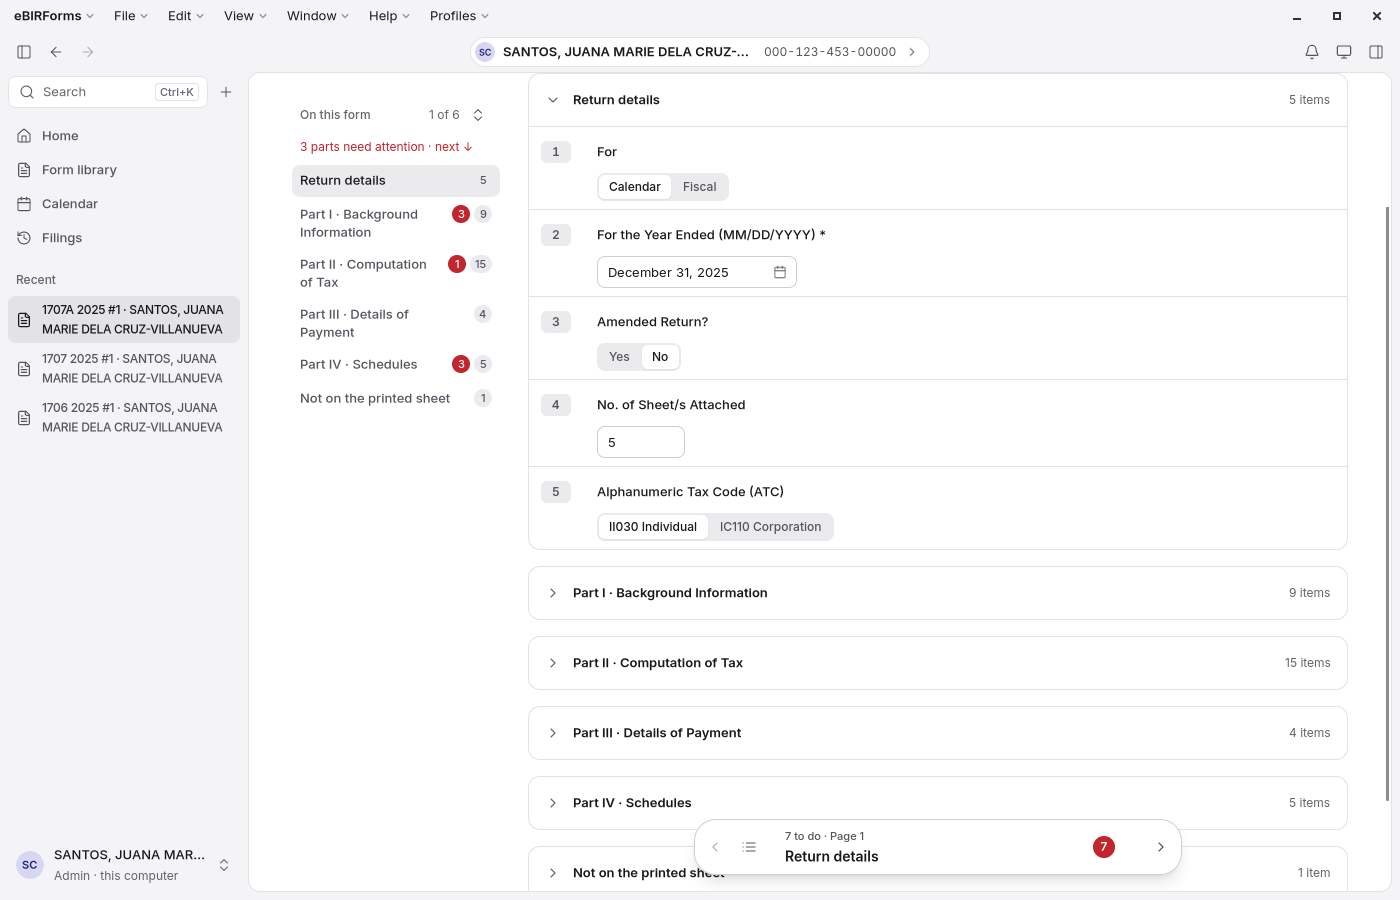 eBIRForms File Edit View Window Help Profiles
SC SANTOS, JUANA MARIE DELA CRUZ-... 000-123-453-00000
Search Ctrl+K
Home
Form library
Calendar
Filings
Recent
1707A 2025 #1 · SANTOS, JUANA
MARIE DELA CRUZ-VILLANUEVA
1707 2025 #1 · SANTOS, JUANA
MARIE DELA CRUZ-VILLANUEVA
1706 2025 #1 · SANTOS, JUANA
MARIE DELA CRUZ-VILLANUEVA
SC SANTOS, JUANA MAR...
Admin · this computer
On this form 1 of 6
3 parts need attention · next ↓
Return details 5
Part I · Background 3 9
Information
Part II · Computation 1 15
of Tax
Part III · Details of 4
Payment
Part IV · Schedules 3 5
Not on the printed sheet 1
Return details 5 items
1 For
Calendar Fiscal
2 For the Year Ended (MM/DD/YYYY) *
December 31, 2025
3 Amended Return?
Yes No
4 No. of Sheet/s Attached
5
5 Alphanumeric Tax Code (ATC)
II030 Individual IC110 Corporation
Part I · Background Information 9 items
Part II · Computation of Tax 15 items
Part III · Details of Payment 4 items
Part IV · Schedules 5 items
7 to do · Page 1
Return details 7
Not on the printed sheet 1 item